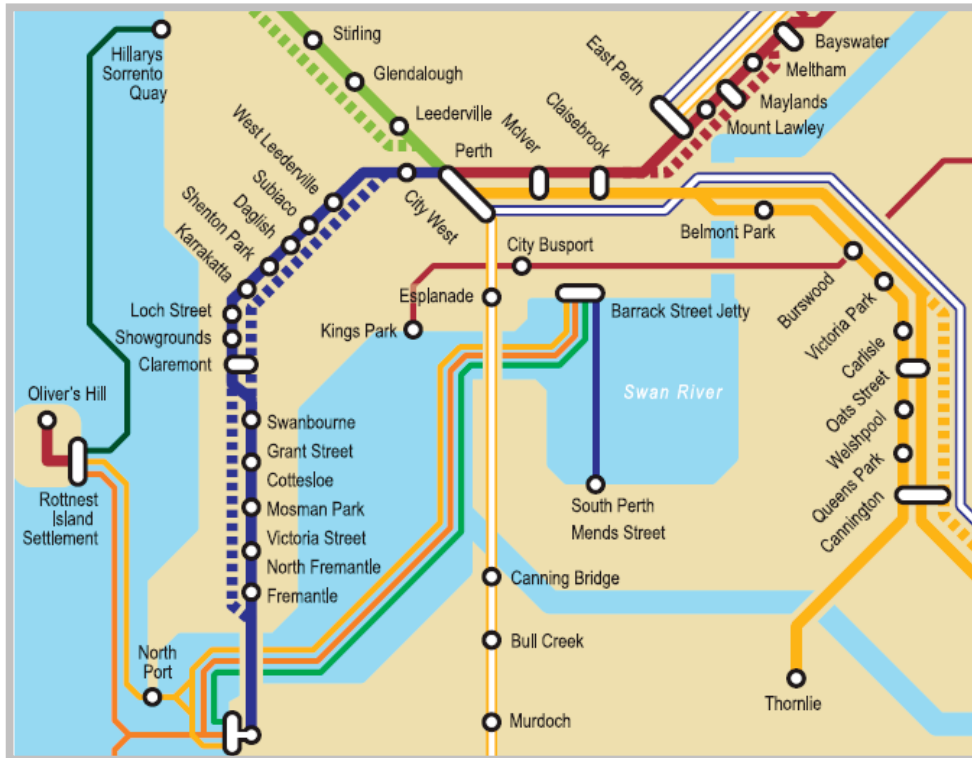 Stirling
Glendalough
Leederville
Hillarys
Sorrento
Quay
East Perth
Bayswater
Meltham
Maylands
Mount Lawley
West Leederville
Subiaco
Daglish
Shenton Park
Karrakatta
Perth
McIver
Claisebrook
City West
City Busport
Belmont Park
Loch Street
Showgrounds
Claremont
Kings Park
Esplanade
Barrack Street Jetty
Burswood
Victoria Park
Carlisle
Oats Street
Welshpool
Queens Park
Cannington
Swan River
Oliver's Hill
Rottnest
Island
Settlement
Swanbourne
Grant Street
Cottesloe
Mosman Park
Victoria Street
North Fremantle
Fremantle
South Perth
Mends Street
Canning Bridge
Bull Creek
Murdoch
North
Port
Thornlie